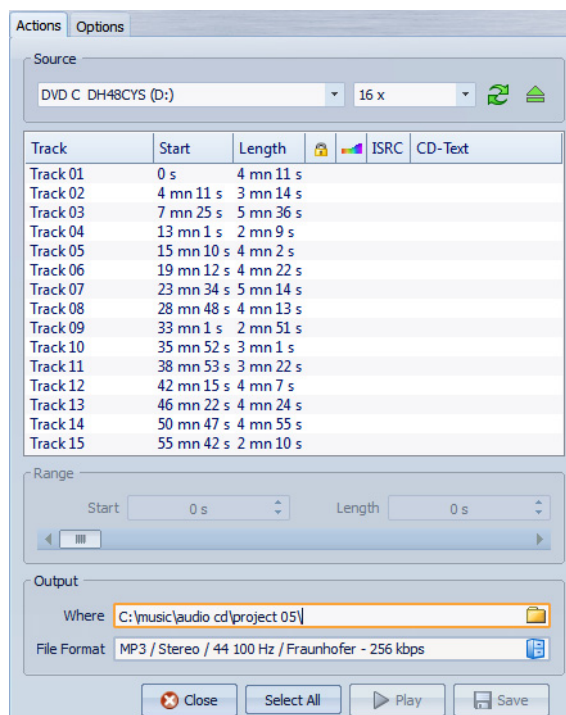 Actions Options
Source
DVD C DH48CYS (D:) 16 x
Track Start Length ISRC CD-Text
Track 01 0 s 4 mn 11 s
Track 02 4 mn 11 s 3 mn 14 s
Track 03 7 mn 25 s 5 mn 36 s
Track 04 13 mn 1 s 2 mn 9 s
Track 05 15 mn 10 s 4 mn 2 s
Track 06 19 mn 12 s 4 mn 22 s
Track 07 23 mn 34 s 5 mn 14 s
Track 08 28 mn 48 s 4 mn 13 s
Track 09 33 mn 1 s 2 mn 51 s
Track 10 35 mn 52 s 3 mn 1 s
Track 11 38 mn 53 s 3 mn 22 s
Track 12 42 mn 15 s 4 mn 7 s
Track 13 46 mn 22 s 4 mn 24 s
Track 14 50 mn 47 s 4 mn 55 s
Track 15 55 mn 42 s 2 mn 10 s
Range
Start 0 s Length 0 s
Output
Where C:\music\audio cd\project 05\
File Format MP3 / Stereo / 44 100 Hz / Fraunhofer - 256 kbps
Close Select All Play Save